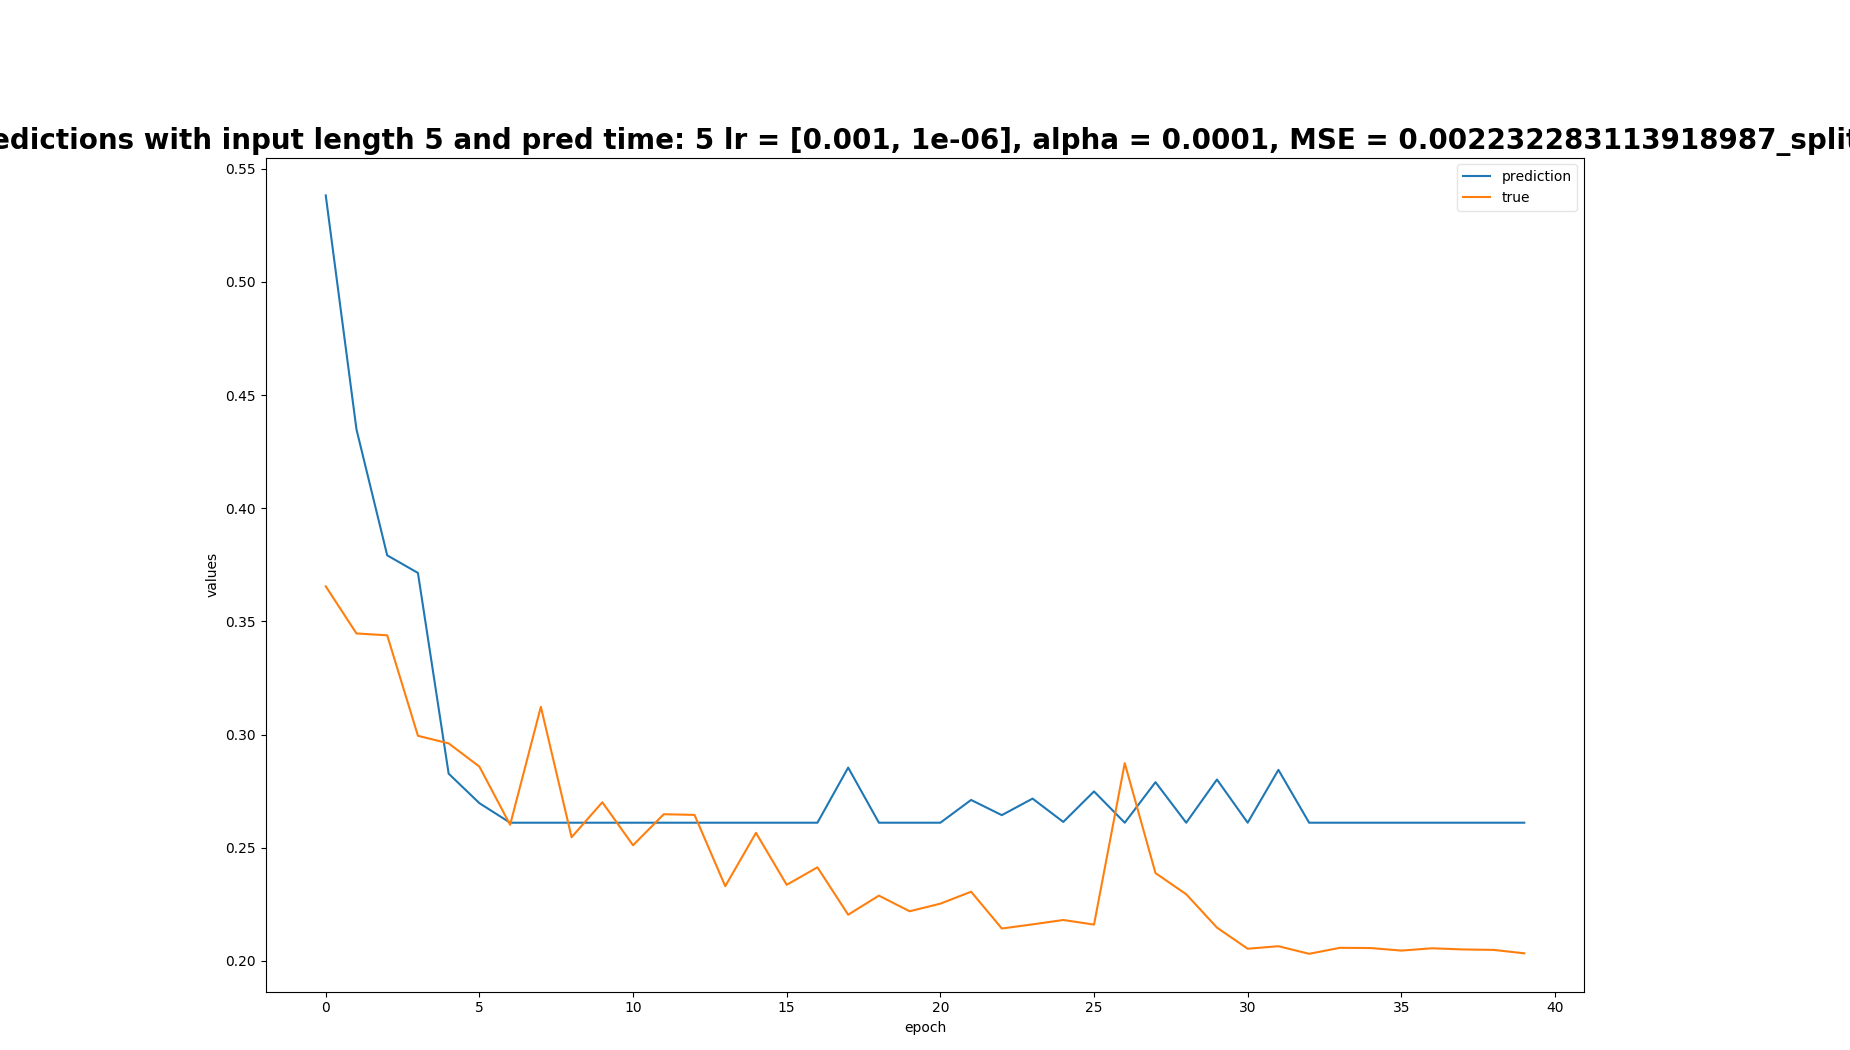 edictions with input length 5 and pred time: 5 lr = [0.001, 1e-06], alpha = 0.0001, MSE = 0.002232283113918987_split
prediction
true
0.55
0.50
0.45
0.40
0.35
0.30
0.25
0.20
values
0 5 10 15 20 25 30 35 40
epoch